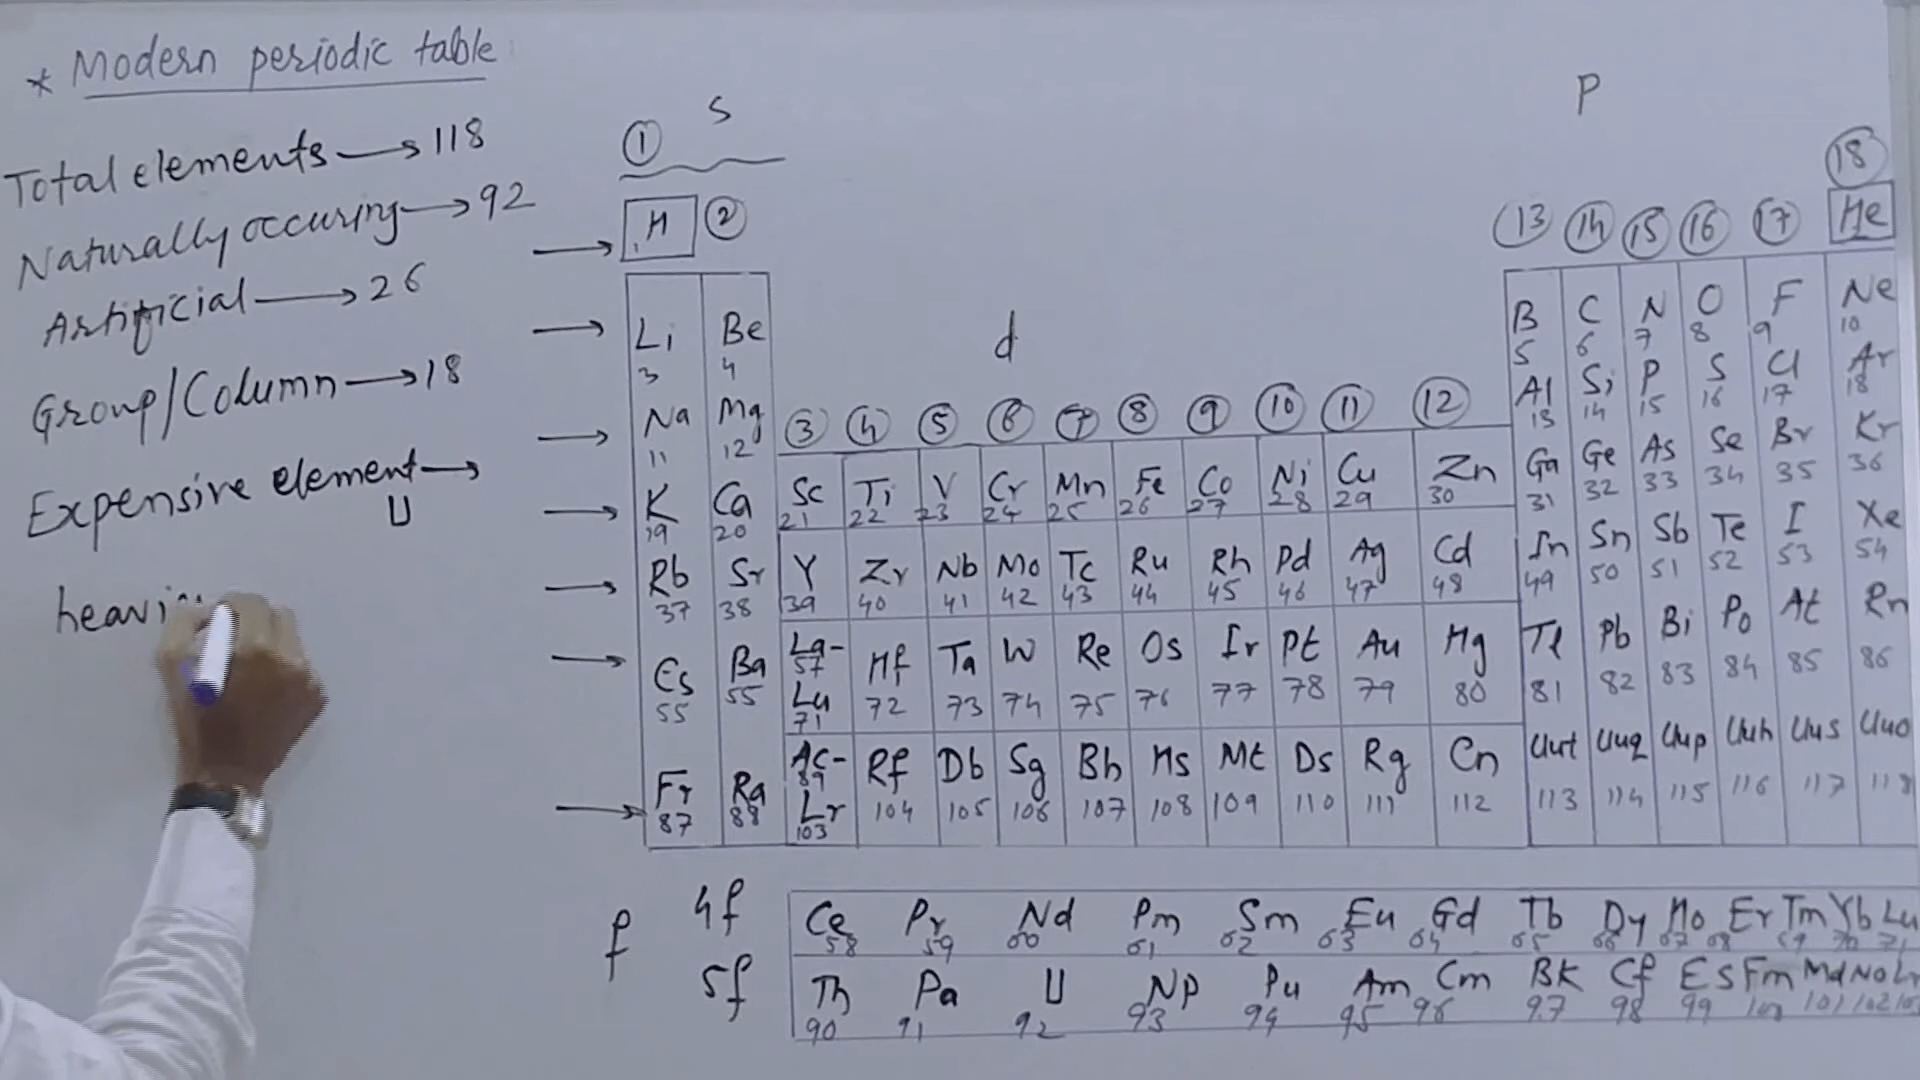 * Modern periodic table
Total elements → 118
Naturally occuring → 92
Artificial → 26
Group/Column → 18
Expensive element →
U
heavi
S
P
1
18
H 2
1
13 14 15 16 17 He
Li Be
3 4
B C N O F Ne
5 6 7 8 9 10
d
Na Mg
11 12
Al Si P S Cl Ar
13 14 15 16 17 18
3 4 5 6 7 8 9 10 11 12
K Ca Sc Ti V Cr Mn Fe Co Ni Cu Zn Ga Ge As Se Br Kr
19 20 21 22 23 24 25 26 27 28 29 30 31 32 33 34 35 36
Rb Sr Y Zr Nb Mo Tc Ru Rh Pd Ag Cd In Sn Sb Te I Xe
37 38 39 40 41 42 43 44 45 46 47 48 49 50 51 52 53 54
Cs Ba La- Hf Ta W Re Os Ir Pt Au Hg Tl Pb Bi Po At Rn
55 55 57 72 73 74 75 76 77 78 79 80 81 82 83 84 85 86
Lu
71
Fr Ra Ac- Rf Db Sg Bh Hs Mt Ds Rg Cn Uut Uuq Uup Uuh Uus Uuo
87 88 89 104 105 106 107 108 109 110 111 112 113 114 115 116 117 118
Lr
103
f
4f Ce Pr Nd Pm Sm Eu Gd Tb Dy Ho Er Tm Yb Lu
58 59 60 61 62 63 64 65 66 67 68 69 70 71
5f Th Pa U Np Pu Am Cm Bk Cf Es Fm Md No Lr
90 91 92 93 94 95 96 97 98 99 100 101 102 103